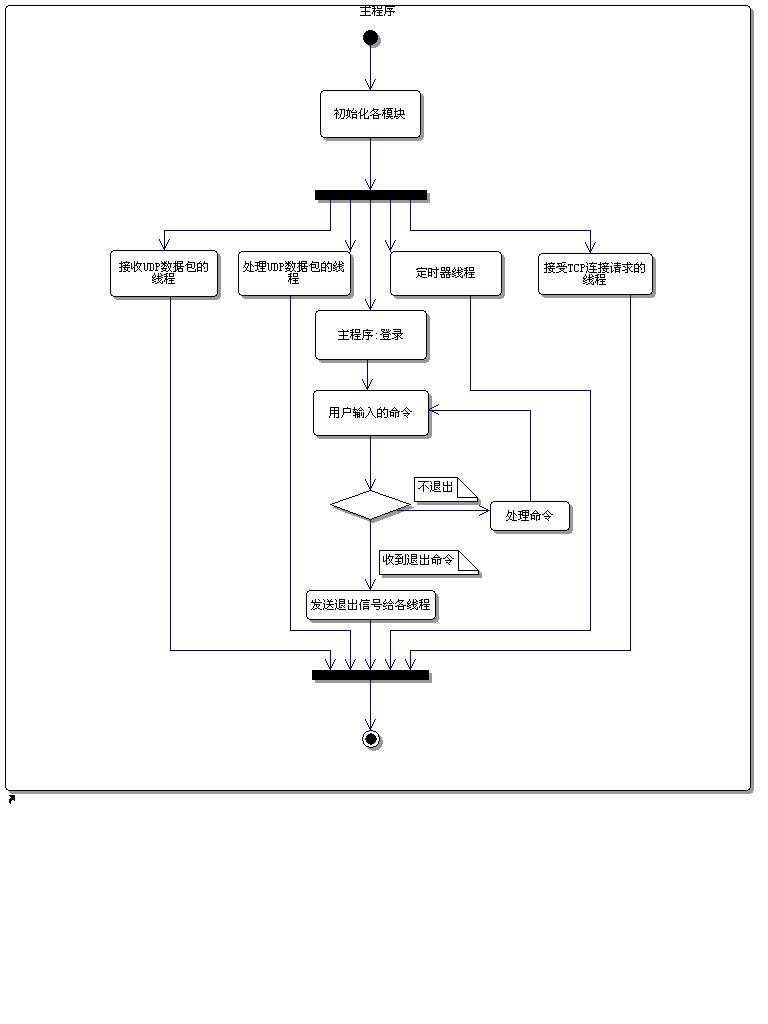 主程序
初始化各模块
接收UDP数据包的
线程
处理UDP数据包的线
程
定时器线程
接受TCP连接请求的
线程
主程序:登录
用户输入的命令
不退出
处理命令
收到退出命令
发送退出信号给各线程